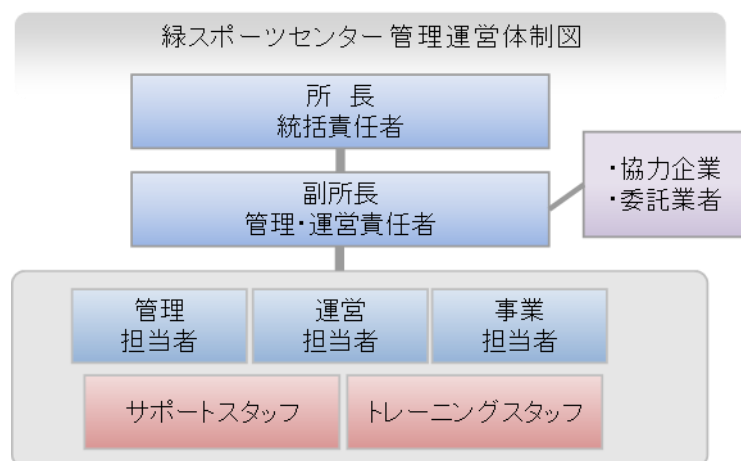 緑スポーツセンター管理運営体制図
所 長
統括責任者
副所長
管理・運営責任者
・協力企業
・委託業者
管理
担当者
運営
担当者
事業
担当者
サポートスタッフ
トレーニングスタッフ